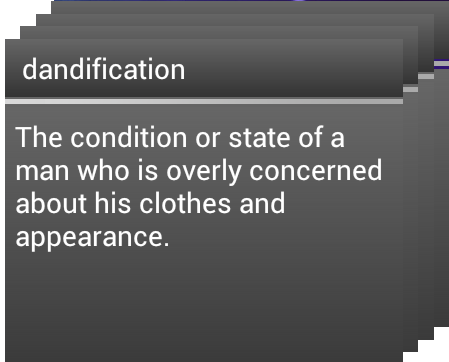 dandification
The condition or state of a
man who is overly concerned
about his clothes and
appearance.